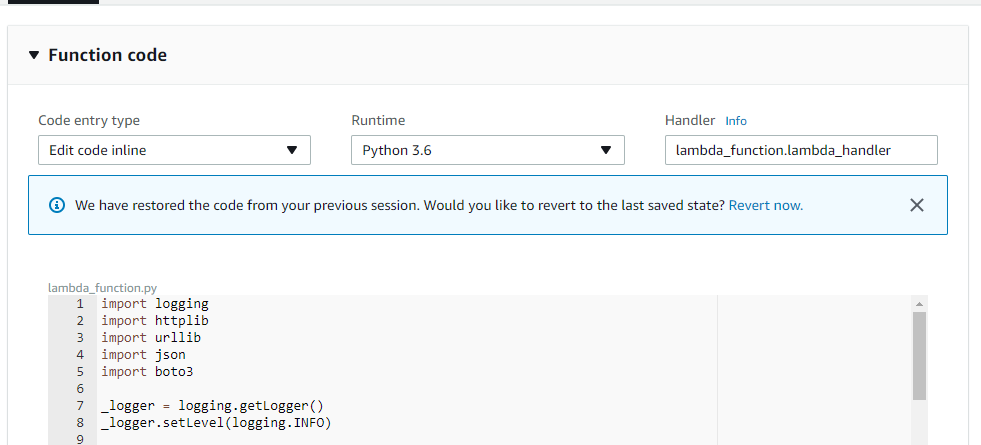 Function code
Code entry type
Runtime
Handler Info
Edit code inline
Python 3.6
lambda_function.lambda_handler
We have restored the code from your previous session. Would you like to revert to the last saved state? Revert now.
lambda_function.py
1 import logging
2 import httplib
3 import urllib
4 import json
5 import boto3
6
7 _logger = logging.getLogger()
8 _logger.setLevel(logging.INFO)
9